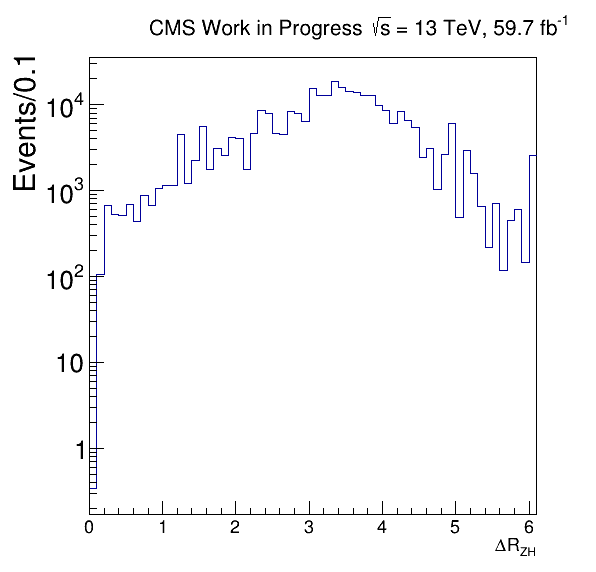 CMS Work in Progress √s = 13 TeV, 59.7 fb⁻¹
Events/0.1
10⁴
10³
10²
10
1
0 1 2 3 4 5 6
ΔR_ZH